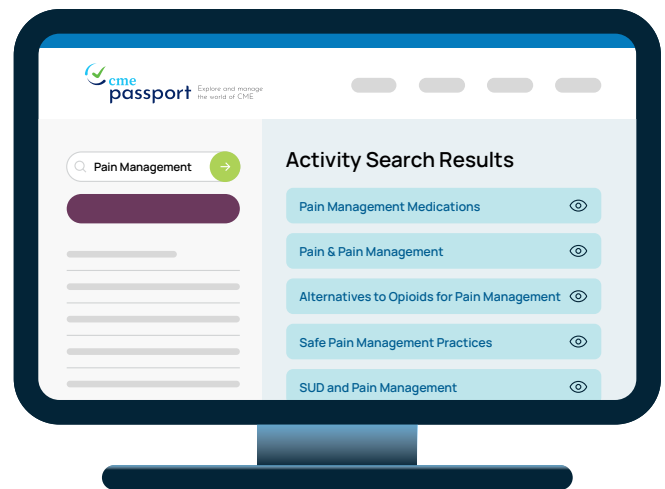 cme
passport
Explore and manage
the world of CME
Pain Management
Activity Search Results
Pain Management Medications
Pain & Pain Management
Alternatives to Opioids for Pain Management
Safe Pain Management Practices
SUD and Pain Management